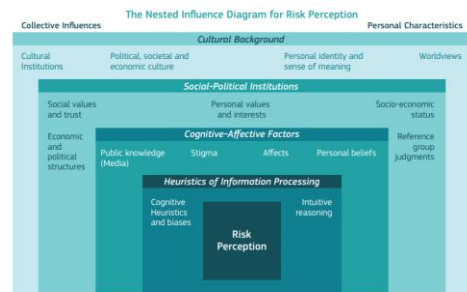 The Nested Influence Diagram for Risk Perception
Collective Influences
Personal Characteristics
Cultural Background
Cultural Institutions
Political, societal and economic culture
Personal identity and sense of meaning
Worldviews
Social-Political Institutions
Social values and trust
Personal values and interests
Socio-economic status
Economic and political structures
Cognitive-Affective Factors
Reference group judgments
Public knowledge (Media)
Stigma
Affects
Personal beliefs
Heuristics of Information Processing
Cognitive Heuristics and biases
Intuitive reasoning
Risk Perception